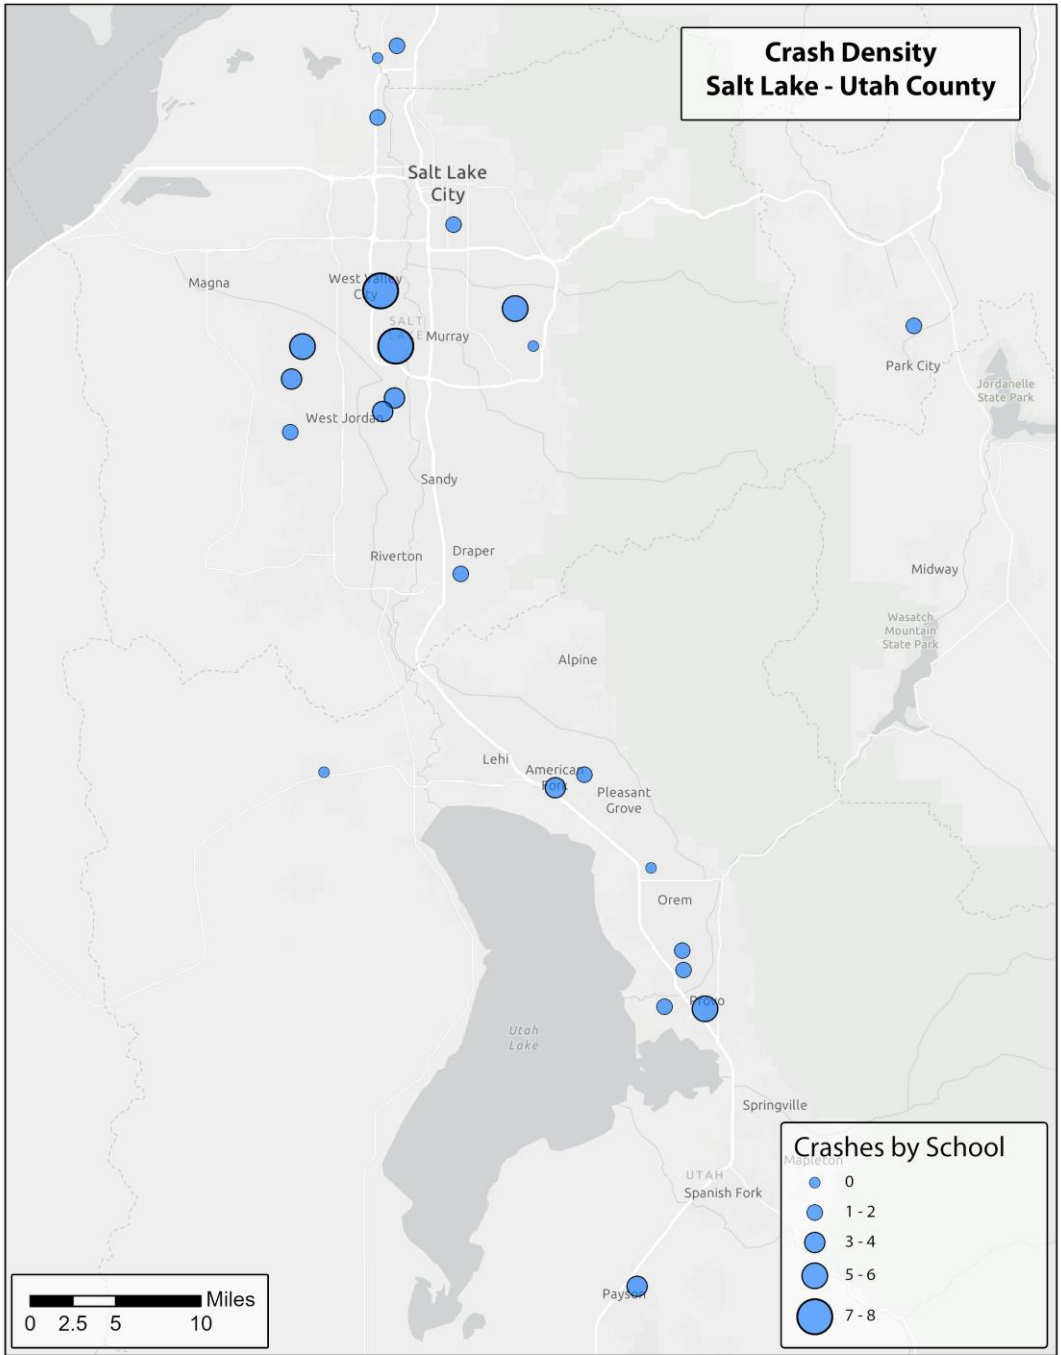 Crash Density
Salt Lake - Utah County
Salt Lake
City
Magna
West Valley
City
SALT
LAKE
Murray
Park City
Jordanelle
State Park
West Jordan
Sandy
Riverton
Draper
Midway
Wasatch
Mountain
State Park
Alpine
Lehi
American
Fork
Pleasant
Grove
Orem
Provo
Utah
Lake
Springville
Mapleton
UTAH
Spanish Fork
Payson
Crashes by School
0
1 - 2
3 - 4
5 - 6
7 - 8
Miles
0 2.5 5 10